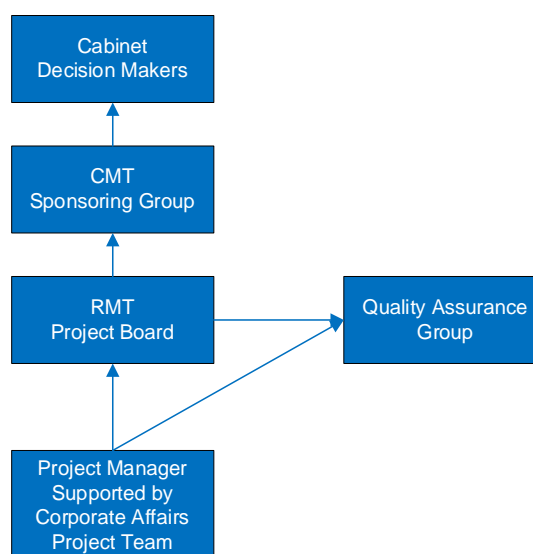 Cabinet
Decision Makers
CMT
Sponsoring Group
RMT
Project Board
Quality Assurance
Group
Project Manager
Supported by
Corporate Affairs
Project Team